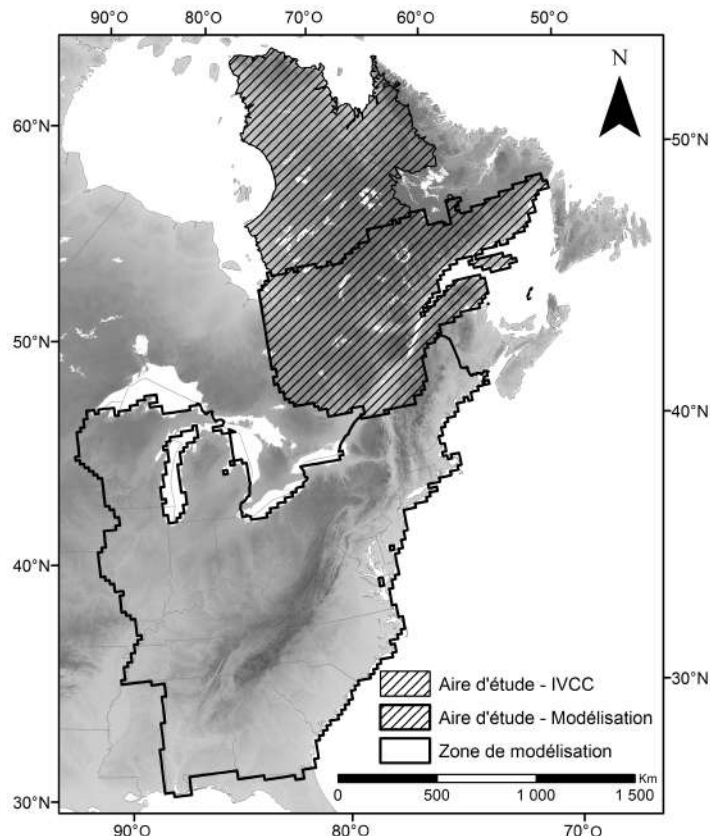 90°O 80°O 70°O 60°O 50°O
N
60°N
50°N
50°N
40°N
40°N
Aire d'étude - IVCC
30°N
Aire d'étude - Modélisation
Zone de modélisation
Km
0 500 1 000 1 500
30°N
90°O 80°O 70°O